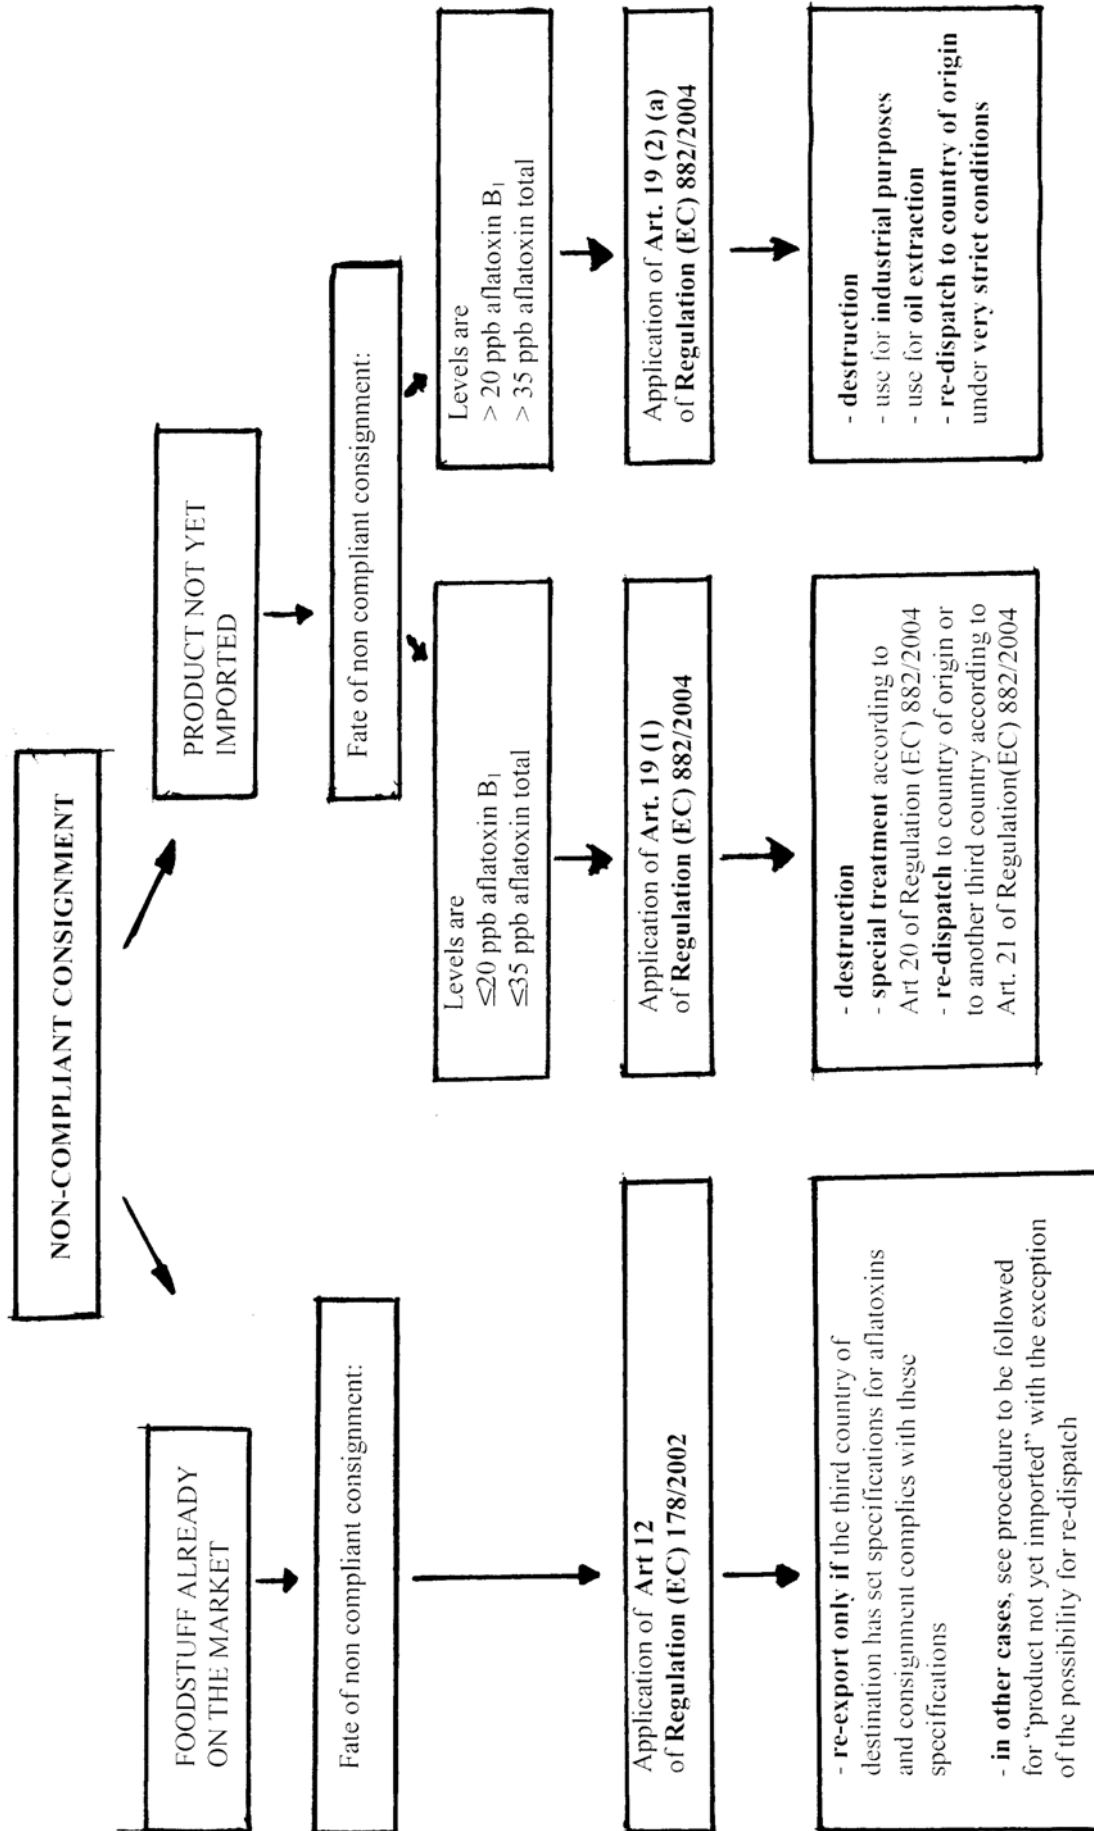 NON-COMPLIANT CONSIGNMENT
FOODSTUFF ALREADY
ON THE MARKET
Fate of non compliant consignment:
Application of Art 12
of Regulation (EC) 178/2002
- re-export only if the third country of
destination has set specifications for aflatoxins
and consignment complies with these
specifications
- in other cases, see procedure to be followed
for “product not yet imported” with the exception
of the possibility for re-dispatch
PRODUCT NOT YET
IMPORTED
Fate of non compliant consignment:
Levels are
≤20 ppb aflatoxin B₁
≤35 ppb aflatoxin total
Application of Art. 19 (1)
of Regulation (EC) 882/2004
- destruction
- special treatment according to
Art 20 of Regulation (EC) 882/2004
- re-dispatch to country of origin or
to another third country according to
Art. 21 of Regulation(EC) 882/2004
Levels are
> 20 ppb aflatoxin B₁
> 35 ppb aflatoxin total
Application of Art. 19 (2) (a)
of Regulation (EC) 882/2004
- destruction
- use for industrial purposes
- use for oil extraction
- re-dispatch to country of origin
under very strict conditions